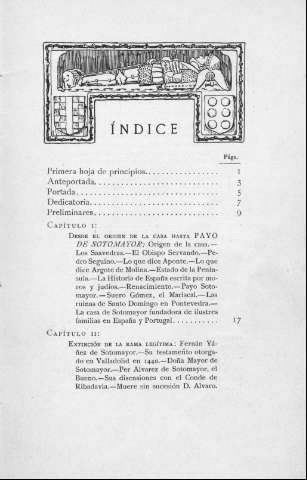 ÍNDICE
Págs.
Primera hoja de principios................ 1
Anteportada............................ 3
Portada................................ 5
Dedicatoria............................ 7
Preliminares........................... 9
Capítulo I:
Desde el origen de la casa hasta PAYO
DE SOTOMAYOR: Origen de la casa.—
Los Saavedras.—El Obispo Servando.—Pe-
dro Seguino.—Lo que dice Aponte.—Lo que
dice Argote de Molina.—Estado de la Penín-
sula.—La Historia de España escrita por mo-
ros y judíos.—Renacimiento.—Payo Soto-
mayor.—Suero Gómez, el Mariscal.—Las
ruinas de Santo Domingo en Pontevedra.—
La casa de Sotomayor fundadora de ilustres
familias en España y Portugal........... 17
Capítulo II:
Extinción de la rama legítima: Fernán Yá-
ñez de Sotomayor.—Su testamento otorga-
do en Valladolid en 1440.—Doña Mayor de
Sotomayor.—Per Alvarez de Sotomayor, el
Bueno.—Sus discensiones con el Conde de
Ribadavia.—Muere sin sucesión D. Alvaro.